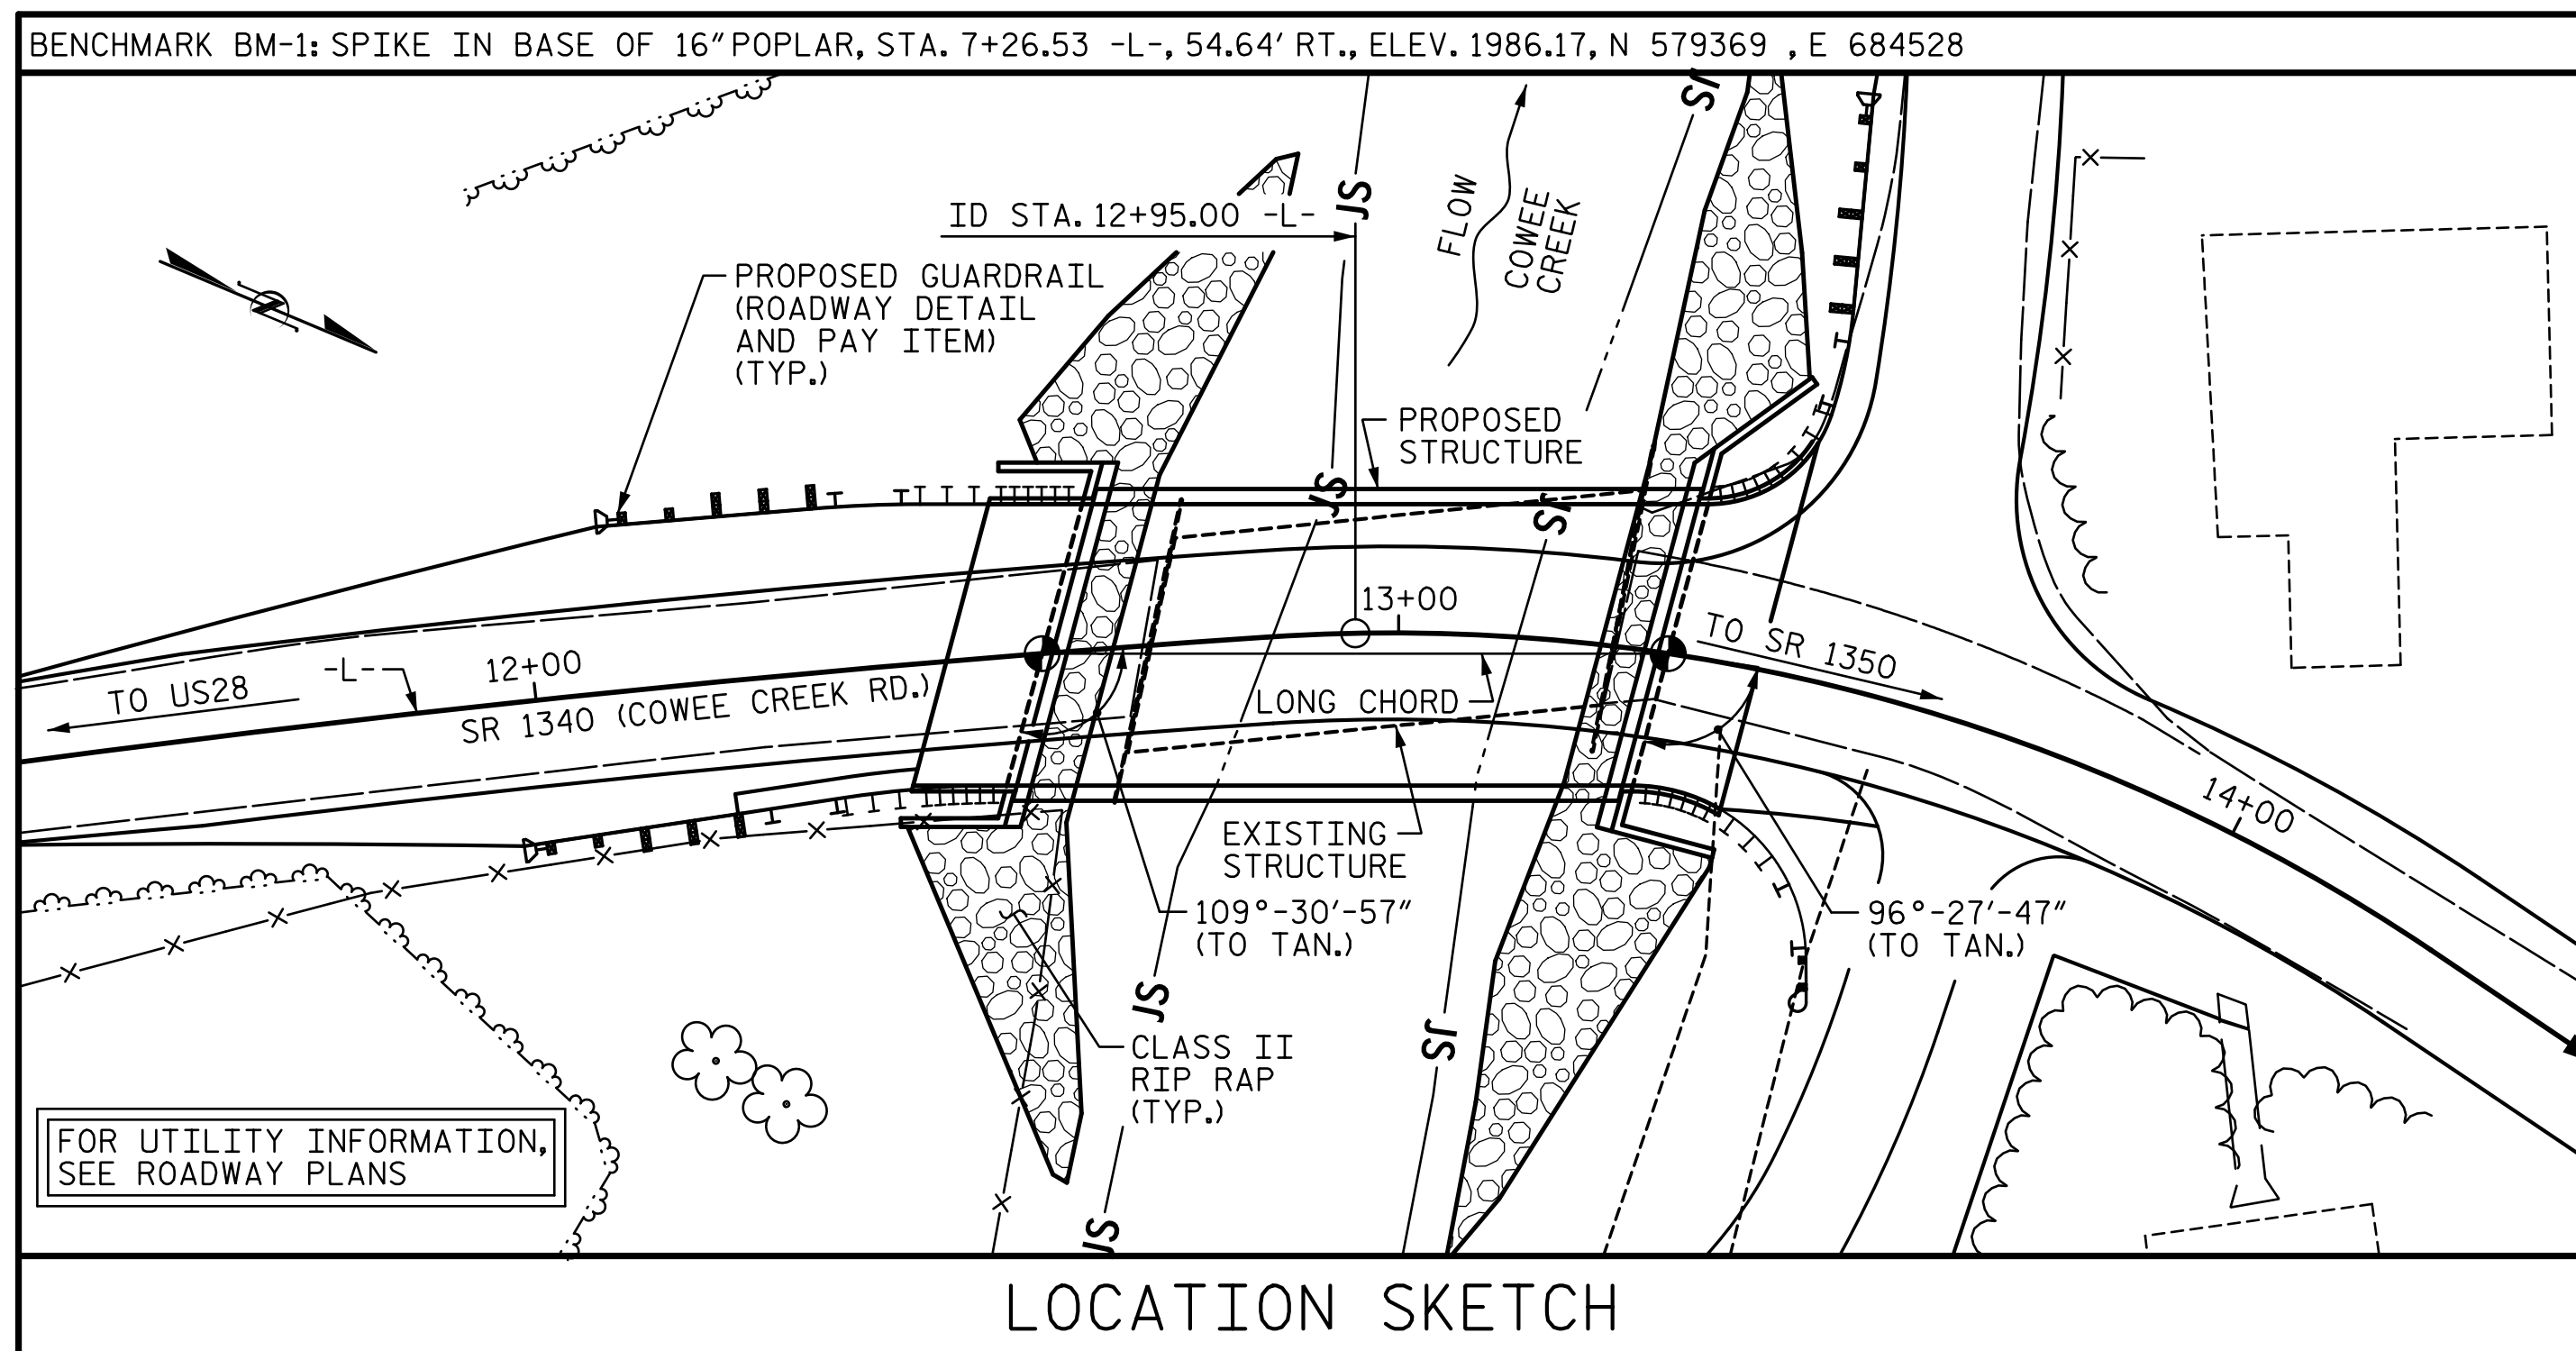 BENCHMARK BM-1: SPIKE IN BASE OF 16" POPLAR, STA. 7+26.53 -L-, 54.64' RT., ELEV. 1986.17, N 579369 , E 684528
JS
ID STA. 12+95.00 -L-
JS
FLOW
COWEE
CREEK
PROPOSED GUARDRAIL
(ROADWAY DETAIL
AND PAY ITEM)
(TYP.)
PROPOSED
STRUCTURE
JS
JS
13+00
TO SR 1350
-L-
12+00
TO US28
SR 1340 (COWEE CREEK RD.)
LONG CHORD
14+00
EXISTING
STRUCTURE
109°-30'-57"
(TO TAN.)
96°-27'-47"
(TO TAN.)
JS
JS
CLASS II
RIP RAP
(TYP.)
FOR UTILITY INFORMATION,
SEE ROADWAY PLANS
JS
LOCATION SKETCH